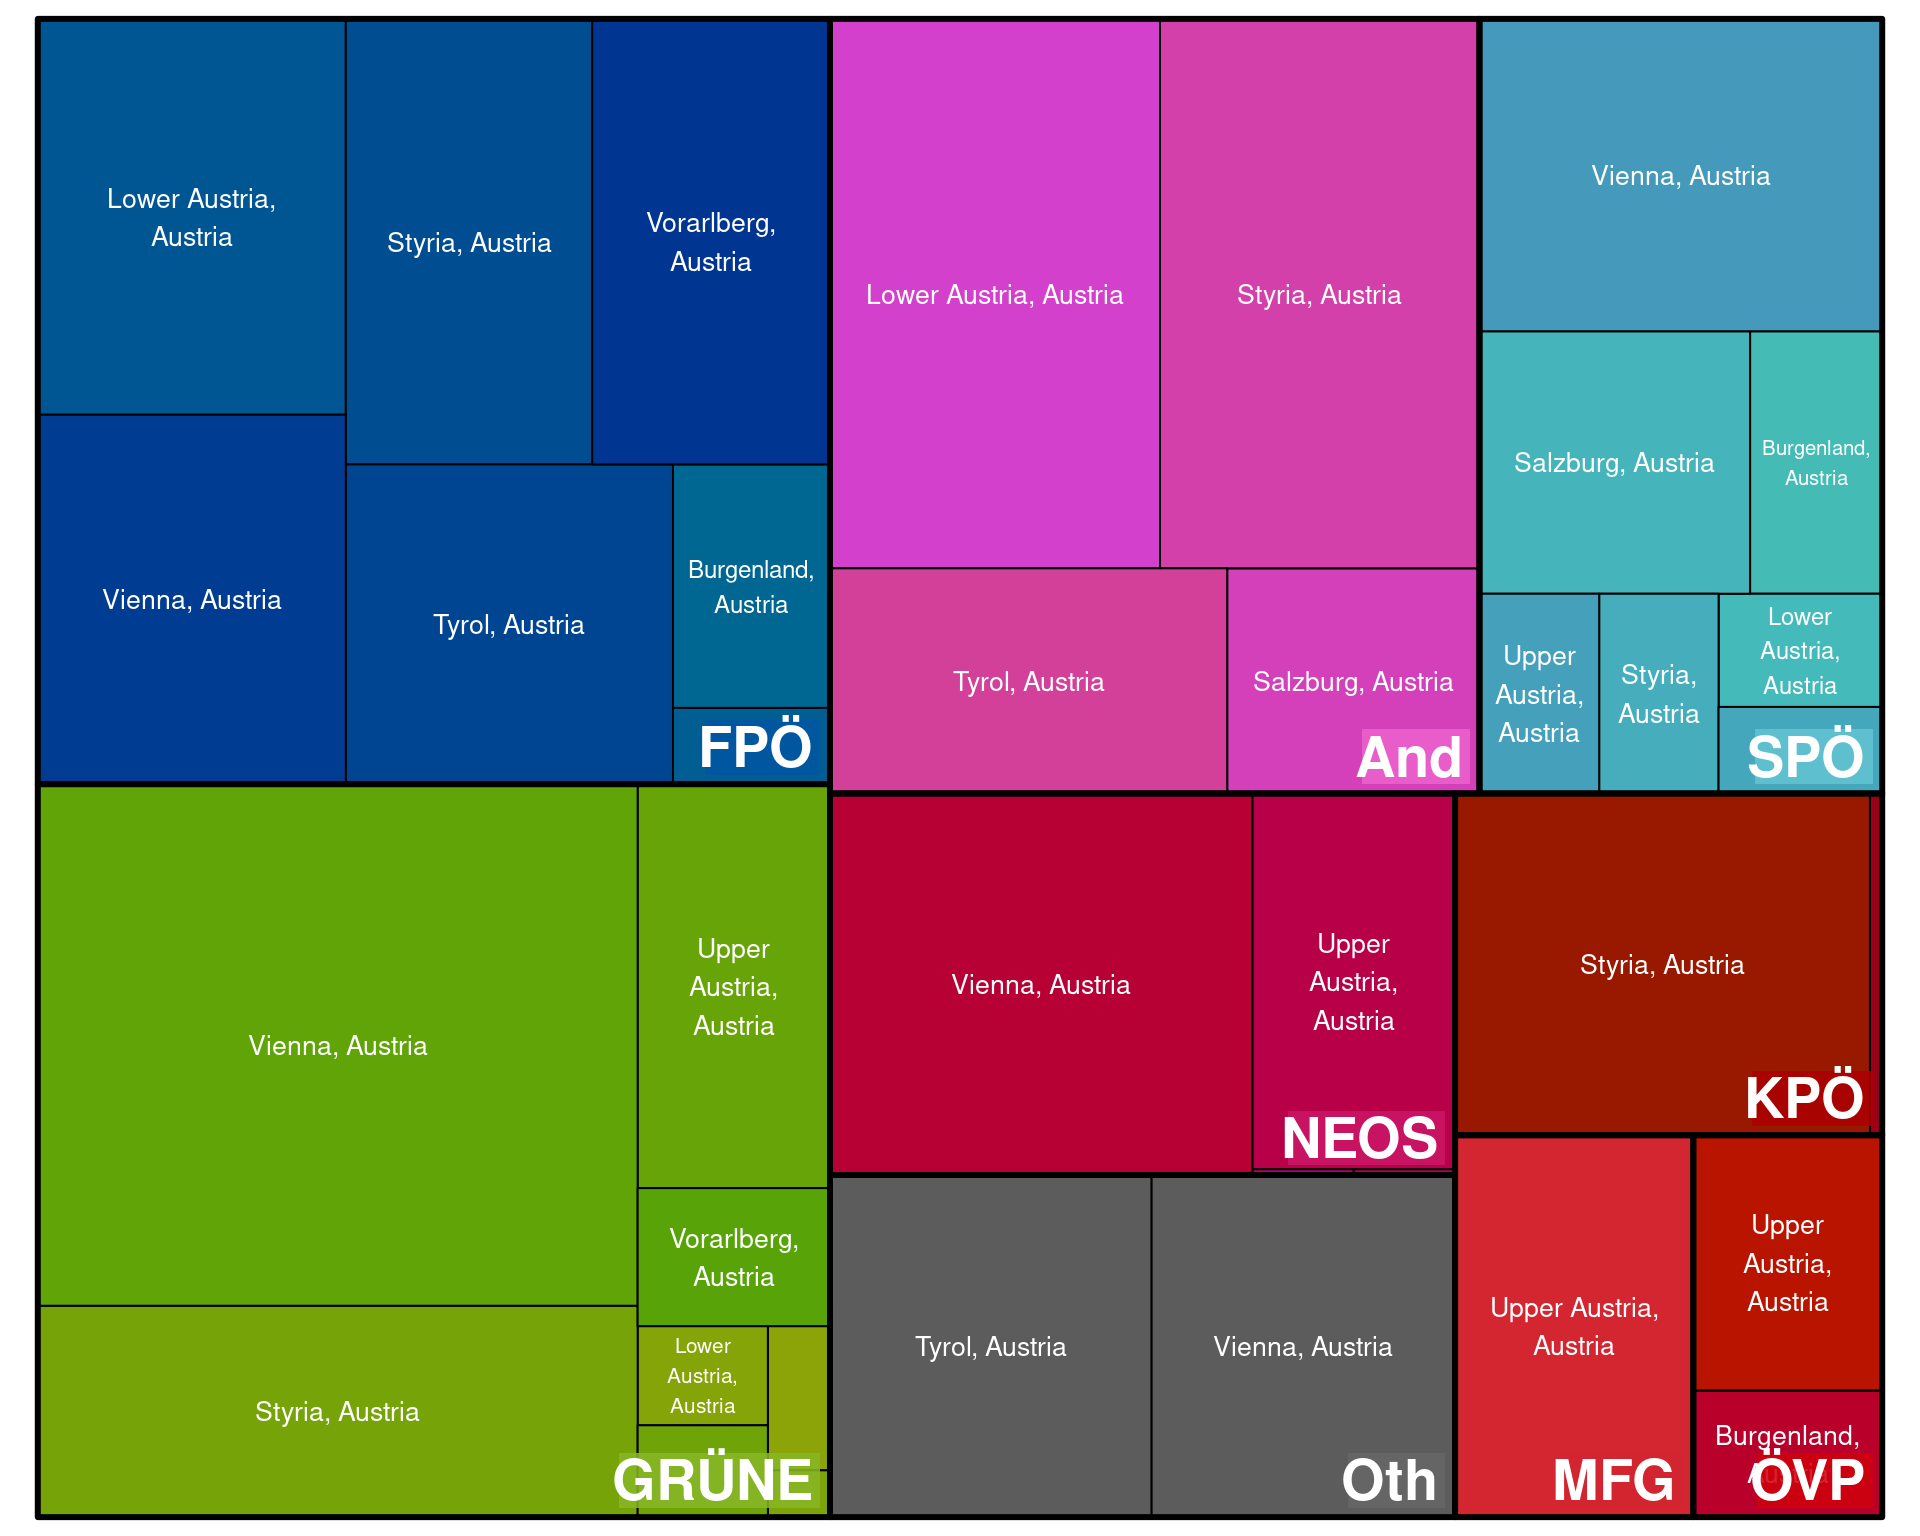 Lower Austria,
Austria
Styria, Austria
Vorarlberg,
Austria
Vienna, Austria
Tyrol, Austria
Burgenland,
Austria
FPÖ
Lower Austria, Austria
Styria, Austria
Tyrol, Austria
Salzburg, Austria
And
Vienna, Austria
Salzburg, Austria
Burgenland,
Austria
Upper
Austria,
Austria
Styria,
Austria
Lower
Austria,
Austria
SPÖ
Vienna, Austria
Upper
Austria,
Austria
Vorarlberg,
Austria
Styria, Austria
Lower
Austria,
Austria
GRÜNE
Vienna, Austria
Upper
Austria,
Austria
NEOS
Styria, Austria
KPÖ
Tyrol, Austria
Vienna, Austria
Oth
Upper Austria,
Austria
MFG
Upper
Austria,
Austria
Burgenland,
ÖVP